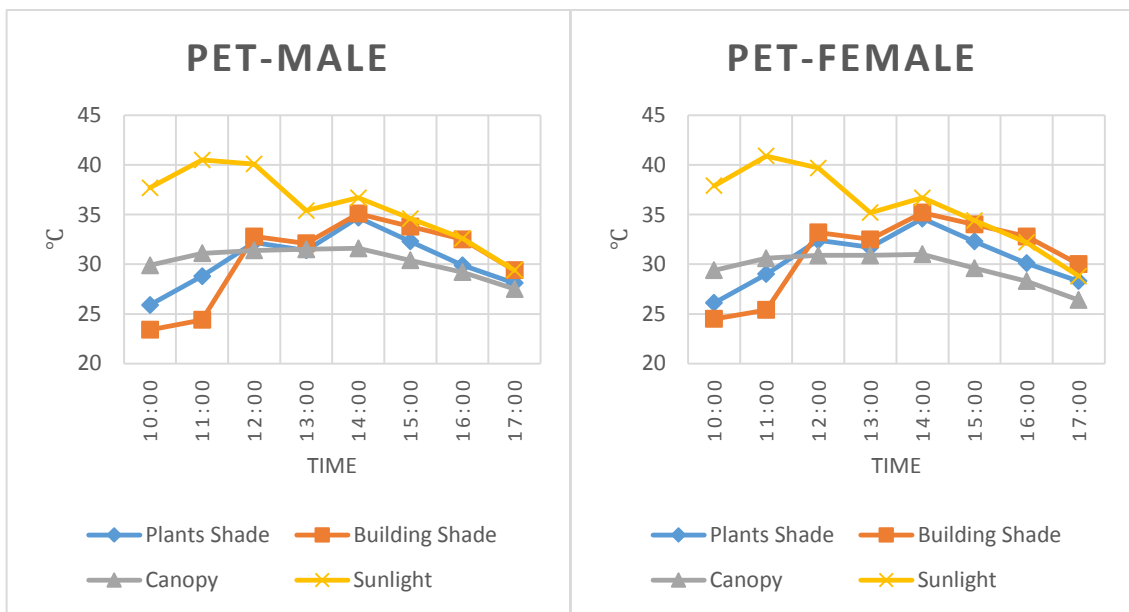 PET-MALE
45
40
35
30
25
20
°C
10:00
11:00
12:00
13:00
14:00
15:00
16:00
17:00
TIME
Plants Shade
Building Shade
Canopy
Sunlight
PET-FEMALE
45
40
35
30
25
20
°C
10:00
11:00
12:00
13:00
14:00
15:00
16:00
17:00
TIME
Plants Shade
Building Shade
Canopy
Sunlight